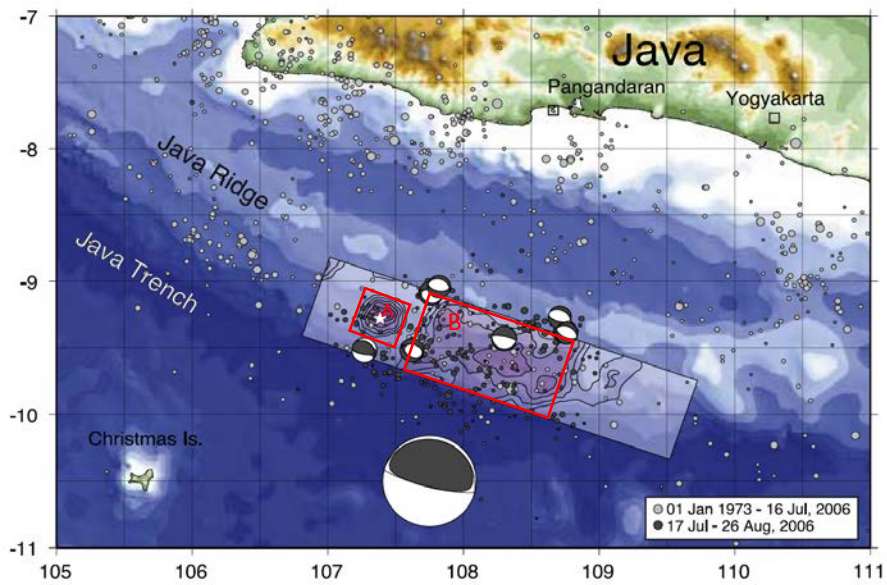 -7
-8
-9
-10
-11
Java
Pangandaran
Yogyakarta
Java Ridge
Java Trench
A
B
Christmas Is.
01 Jan 1973 - 16 Jul, 2006
17 Jul - 26 Aug, 2006
105 106 107 108 109 110 111